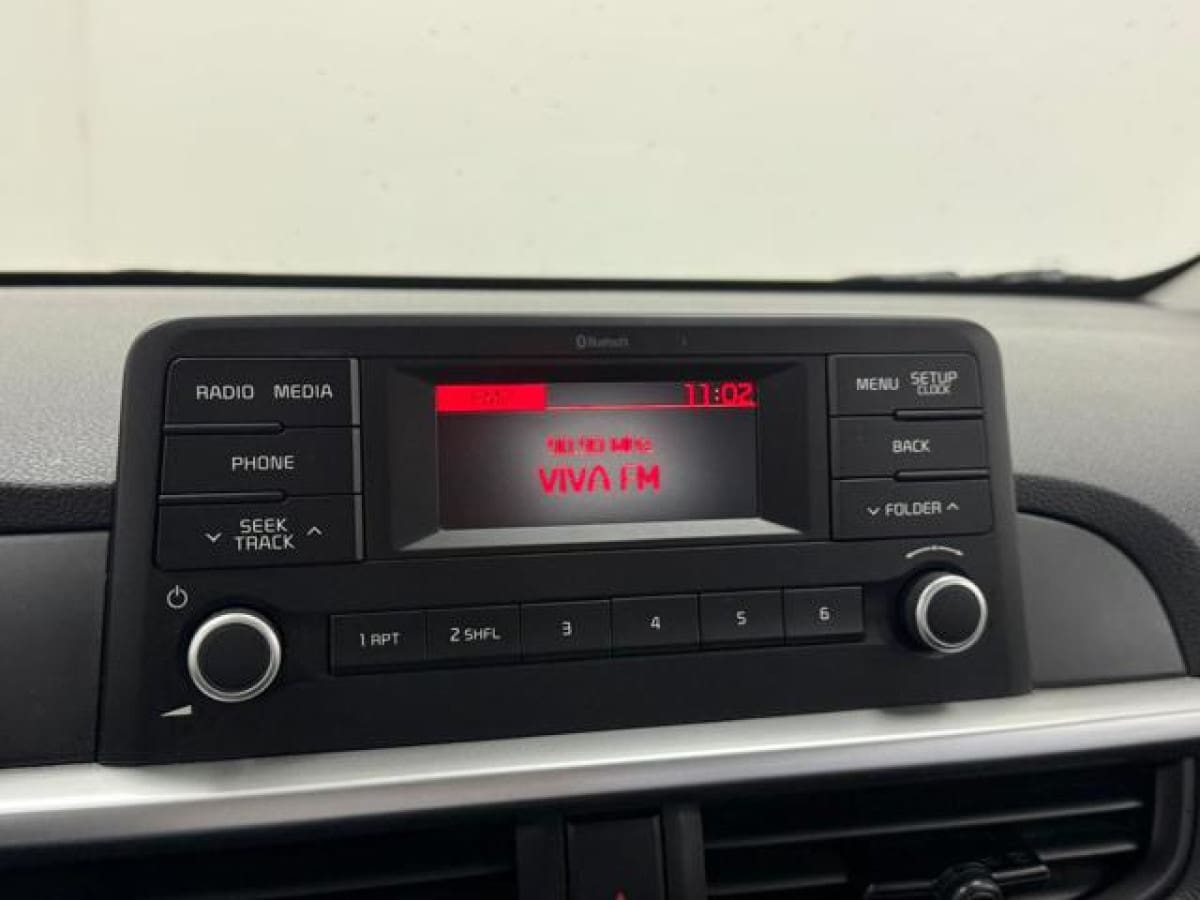 Bluetooth
RADIO MEDIA
PHONE
SEEK
TRACK
11:02
VIVA FM
MENU SETUP
CLOCK
BACK
FOLDER
1 RPT
2 SHFL
3
4
5
6